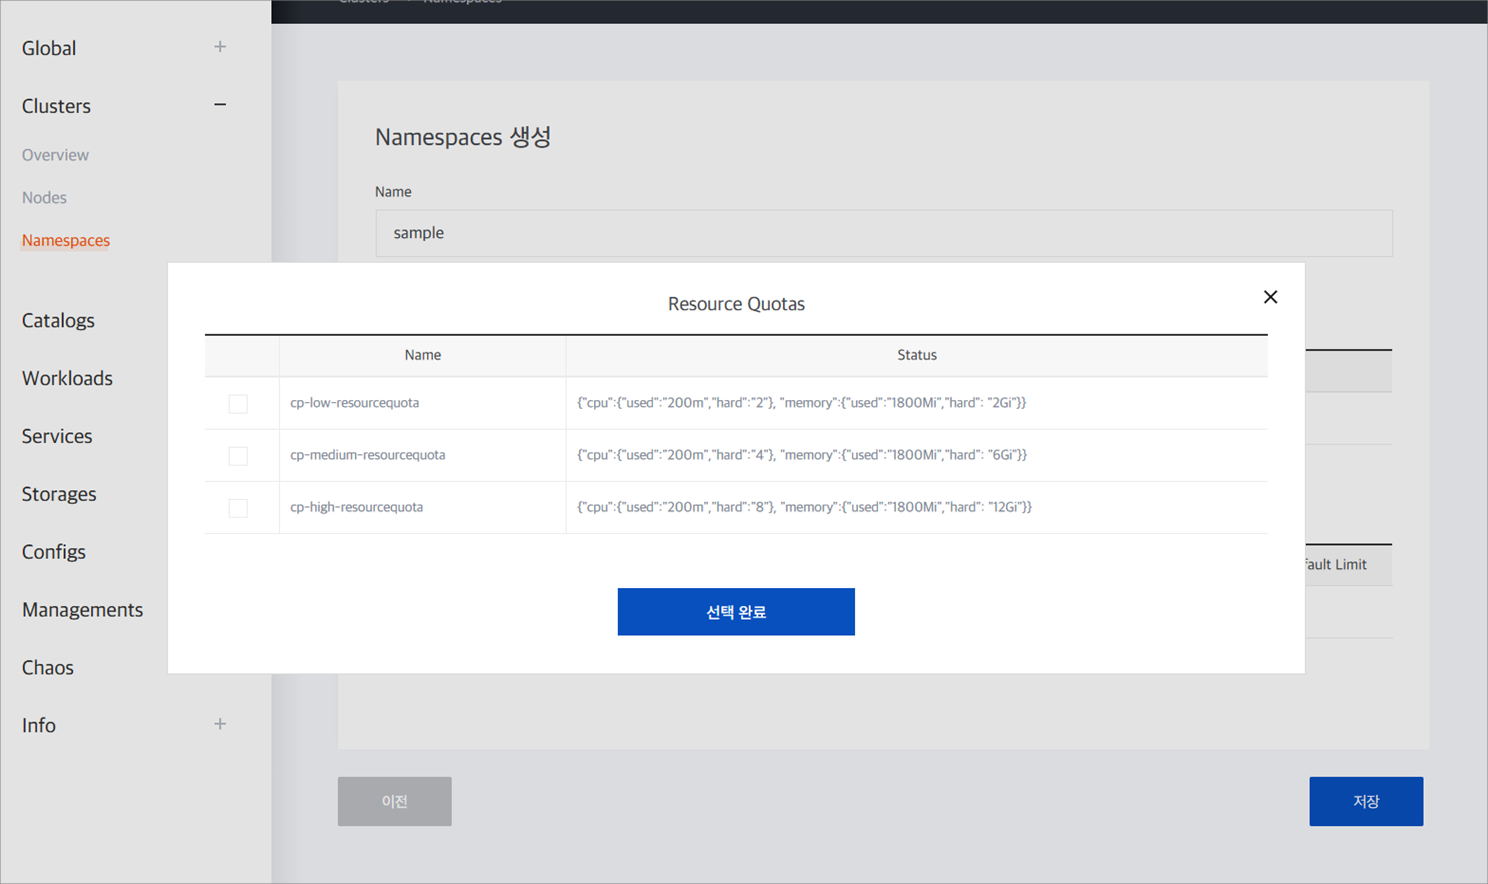 Clusters
Namespaces
Global
Clusters
Overview
Nodes
Namespaces
Catalogs
Workloads
Services
Storages
Configs
Managements
Chaos
Info
Namespaces 생성
Name
sample
Resource Quotas
Name Status
cp-low-resourcequota {"cpu":{"used":"200m","hard":"2"}, "memory":{"used":"1800Mi","hard": "2Gi"}}
cp-medium-resourcequota {"cpu":{"used":"200m","hard":"4"}, "memory":{"used":"1800Mi","hard": "6Gi"}}
cp-high-resourcequota {"cpu":{"used":"200m","hard":"8"}, "memory":{"used":"1800Mi","hard": "12Gi"}}
선택 완료
fault Limit
이전
저장